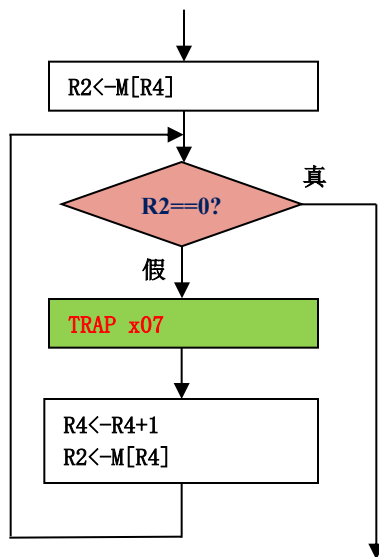 R2<-M[R4]
R2==0?
真
假
TRAP x07
R4<-R4+1
R2<-M[R4]